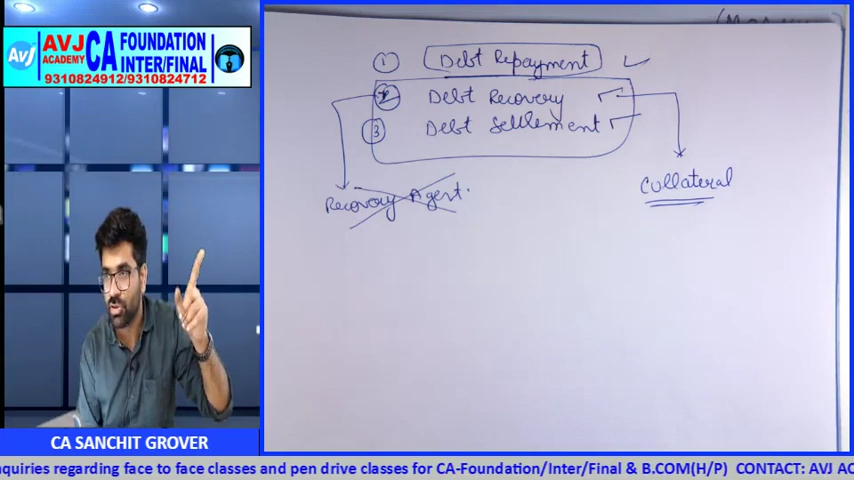 AVJ
ACADEMY
AVJ
CA
FOUNDATION
INTER/FINAL
9310824912/9310824712
① Debt Repayment
② Debt Recovery
③ Debt Settlement
Recovery Agent.
Collateral
CA SANCHIT GROVER
nquiries regarding face to face classes and pen drive classes for CA-Foundation/Inter/Final & B.COM(H/P) CONTACT: AVJ AC